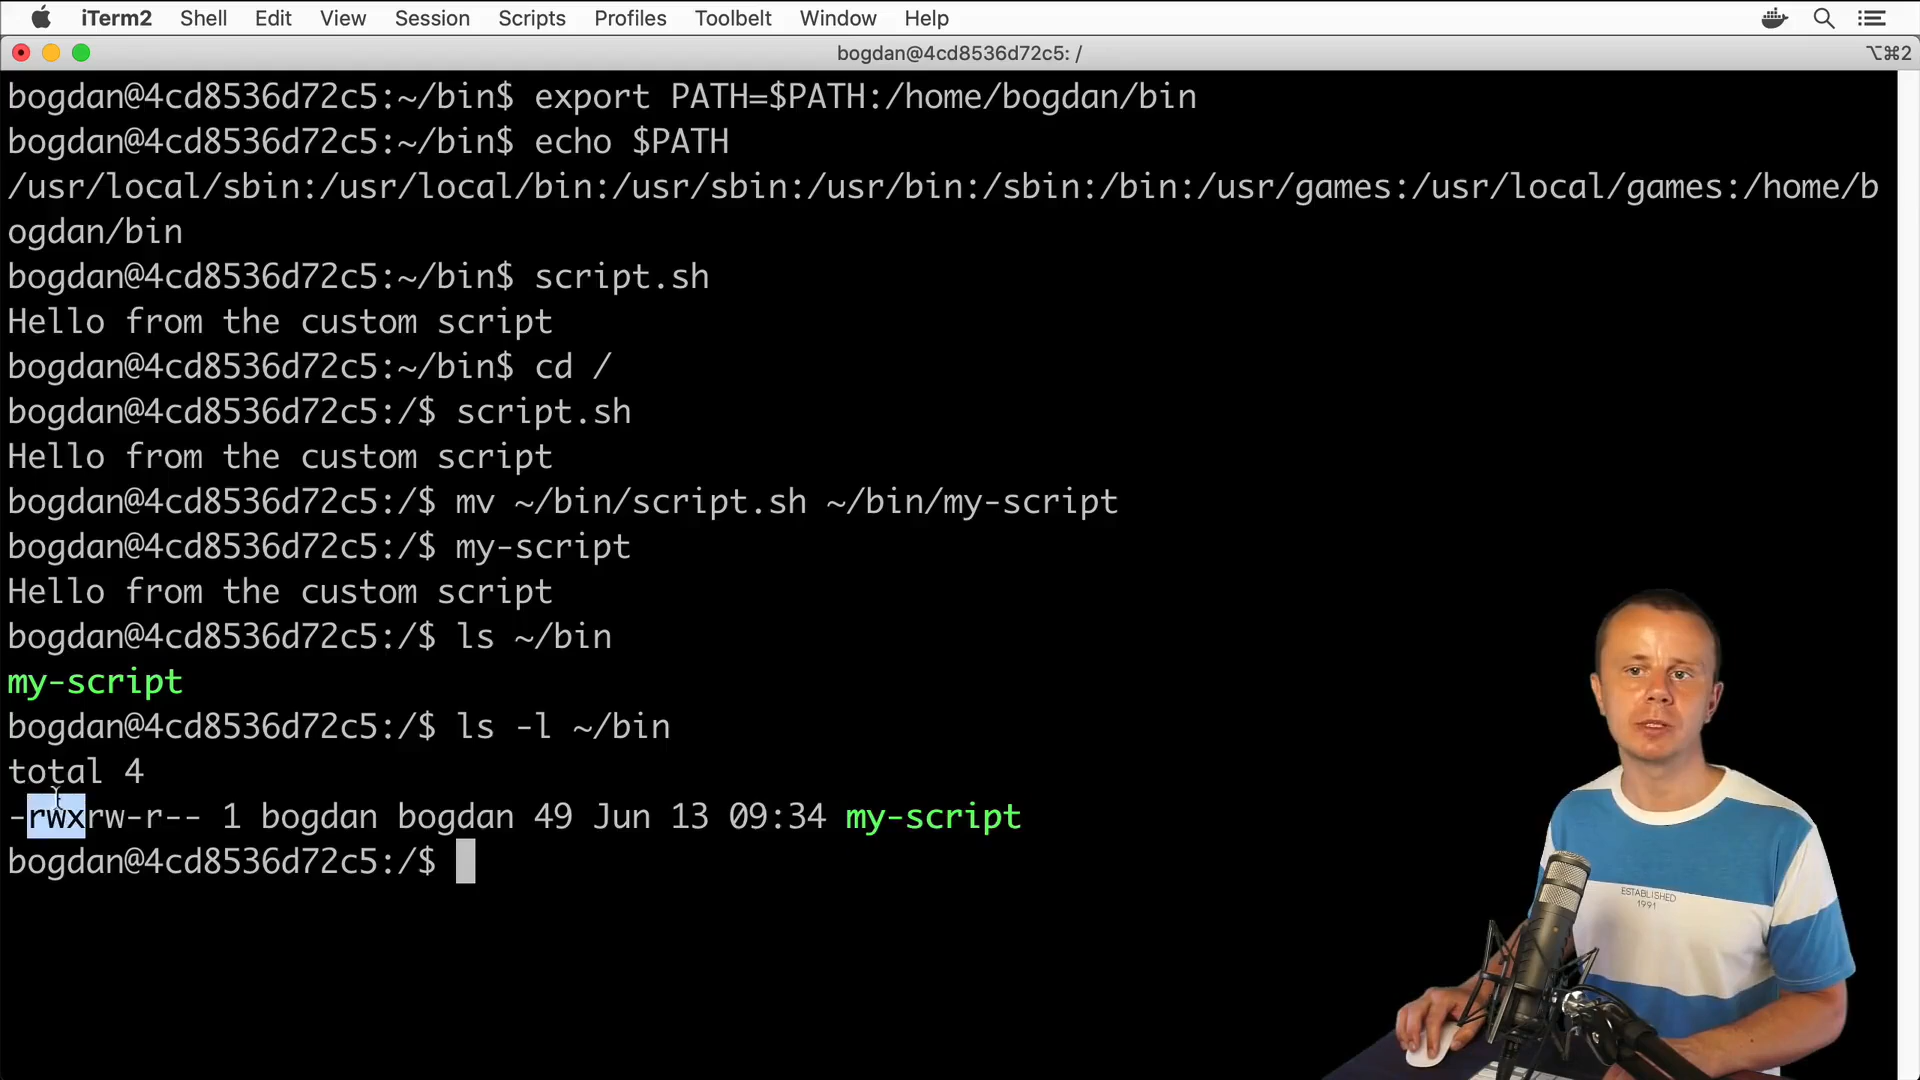 iTerm2 Shell Edit View Session Scripts Profiles Toolbelt Window Help
bogdan@4cd8536d72c5: / ⌥⌘2
bogdan@4cd8536d72c5:~/bin$ export PATH=$PATH:/home/bogdan/bin
bogdan@4cd8536d72c5:~/bin$ echo $PATH
/usr/local/sbin:/usr/local/bin:/usr/sbin:/usr/bin:/sbin:/bin:/usr/games:/usr/local/games:/home/b
ogdan/bin
bogdan@4cd8536d72c5:~/bin$ script.sh
Hello from the custom script
bogdan@4cd8536d72c5:~/bin$ cd /
bogdan@4cd8536d72c5:/$ script.sh
Hello from the custom script
bogdan@4cd8536d72c5:/$ mv ~/bin/script.sh ~/bin/my-script
bogdan@4cd8536d72c5:/$ my-script
Hello from the custom script
bogdan@4cd8536d72c5:/$ ls ~/bin
my-script
bogdan@4cd8536d72c5:/$ ls -l ~/bin
total 4
-rwxrw-r-- 1 bogdan bogdan 49 Jun 13 09:34 my-script
bogdan@4cd8536d72c5:/$
ESTABLISHED
1991